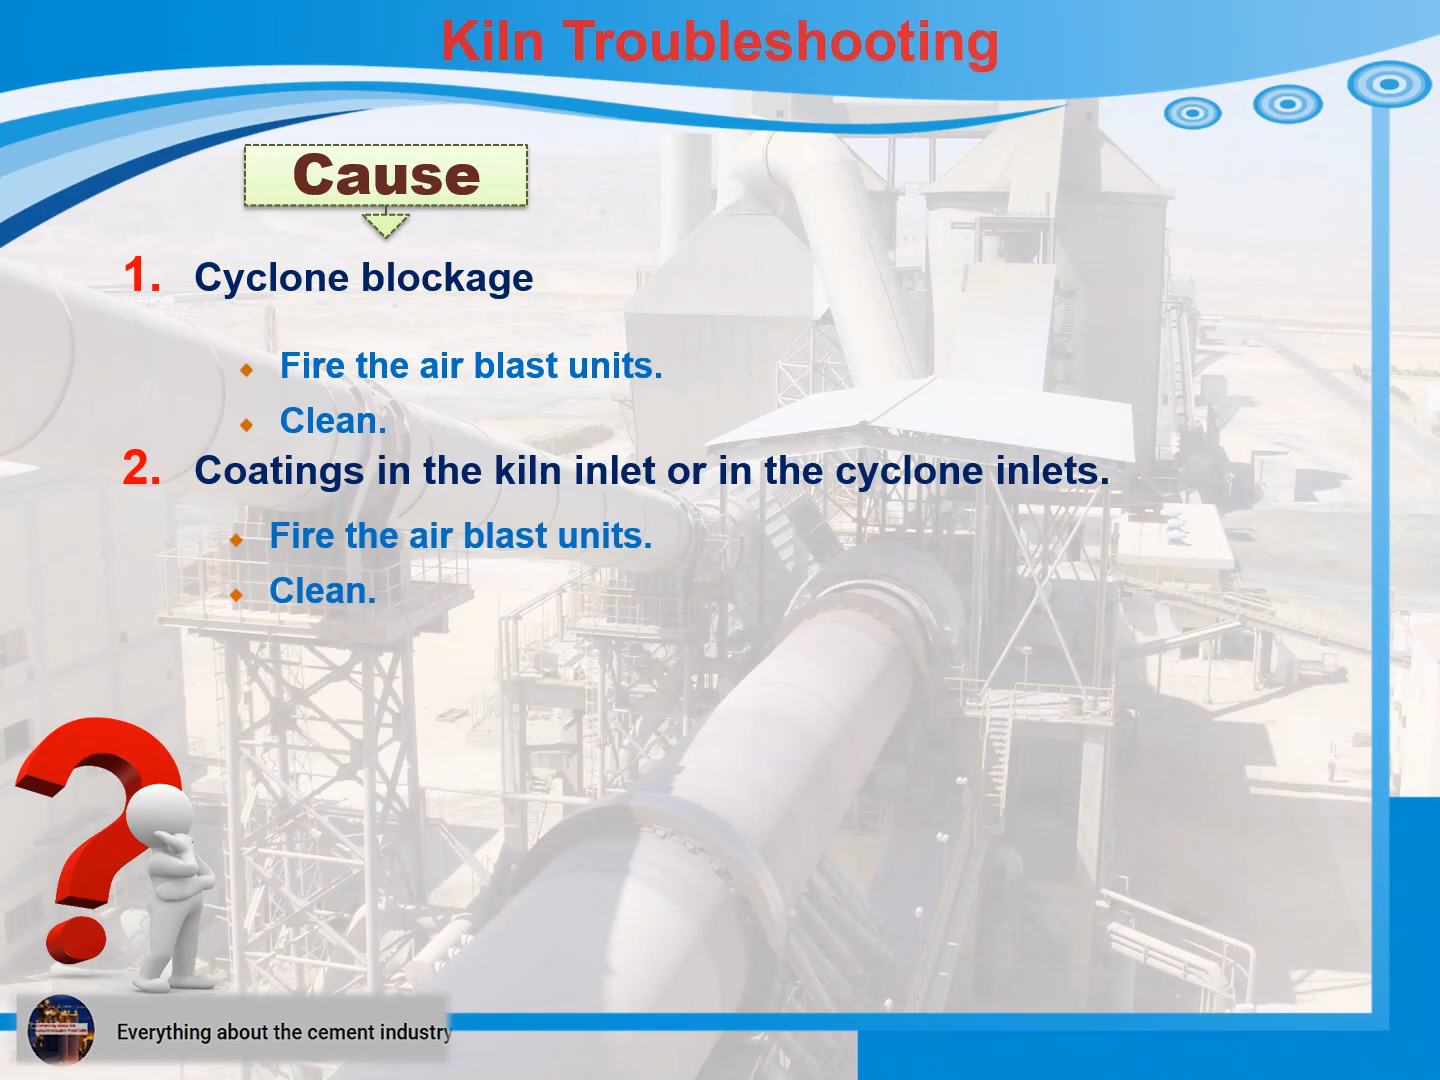 Kiln Troubleshooting
Cause
1. Cyclone blockage
Fire the air blast units.
Clean.
2. Coatings in the kiln inlet or in the cyclone inlets.
Fire the air blast units.
Clean.
Everything about the cement industry